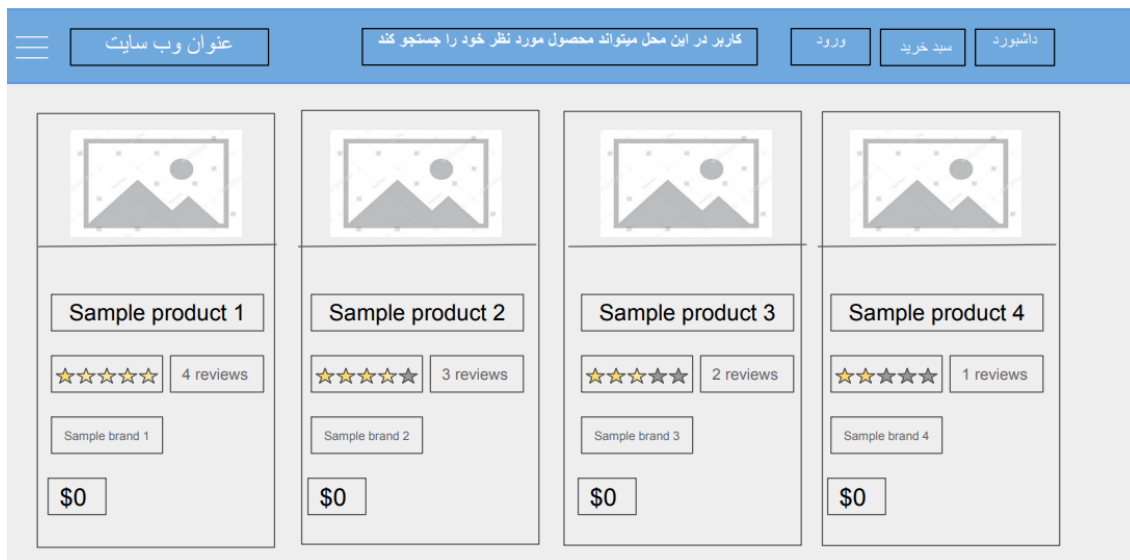 عنوان وب سایت
کاربر در این محل میتواند محصول مورد نظر خود را جستجو کند
ورود
سبد خرید
داشبورد
Sample product 1
4 reviews
Sample brand 1
$0
Sample product 2
3 reviews
Sample brand 2
$0
Sample product 3
2 reviews
Sample brand 3
$0
Sample product 4
1 reviews
Sample brand 4
$0